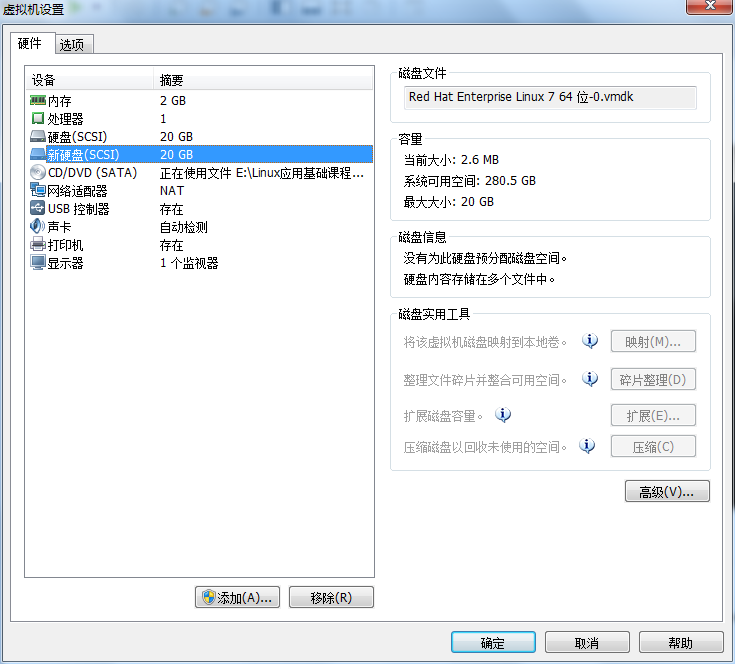 虚拟机设置
硬件 选项
设备 摘要
内存 2 GB
处理器 1
硬盘(SCSI) 20 GB
新硬盘(SCSI) 20 GB
CD/DVD (SATA) 正在使用文件 E:\Linux应用基础课程...
网络适配器 NAT
USB 控制器 存在
声卡 自动检测
打印机 存在
显示器 1 个监视器
添加(A)... 移除(R)
磁盘文件
Red Hat Enterprise Linux 7 64 位-0.vmdk
容量
当前大小: 2.6 MB
系统可用空间: 280.5 GB
最大大小: 20 GB
磁盘信息
没有为此硬盘预分配磁盘空间。
硬盘内容存储在多个文件中。
磁盘实用工具
将该虚拟机磁盘映射到本地卷。 映射(M)...
整理文件碎片并整合可用空间。 碎片整理(D)
扩展磁盘容量。 扩展(E)...
压缩磁盘以回收未使用的空间。 压缩(C)
高级(V)...
确定 取消 帮助